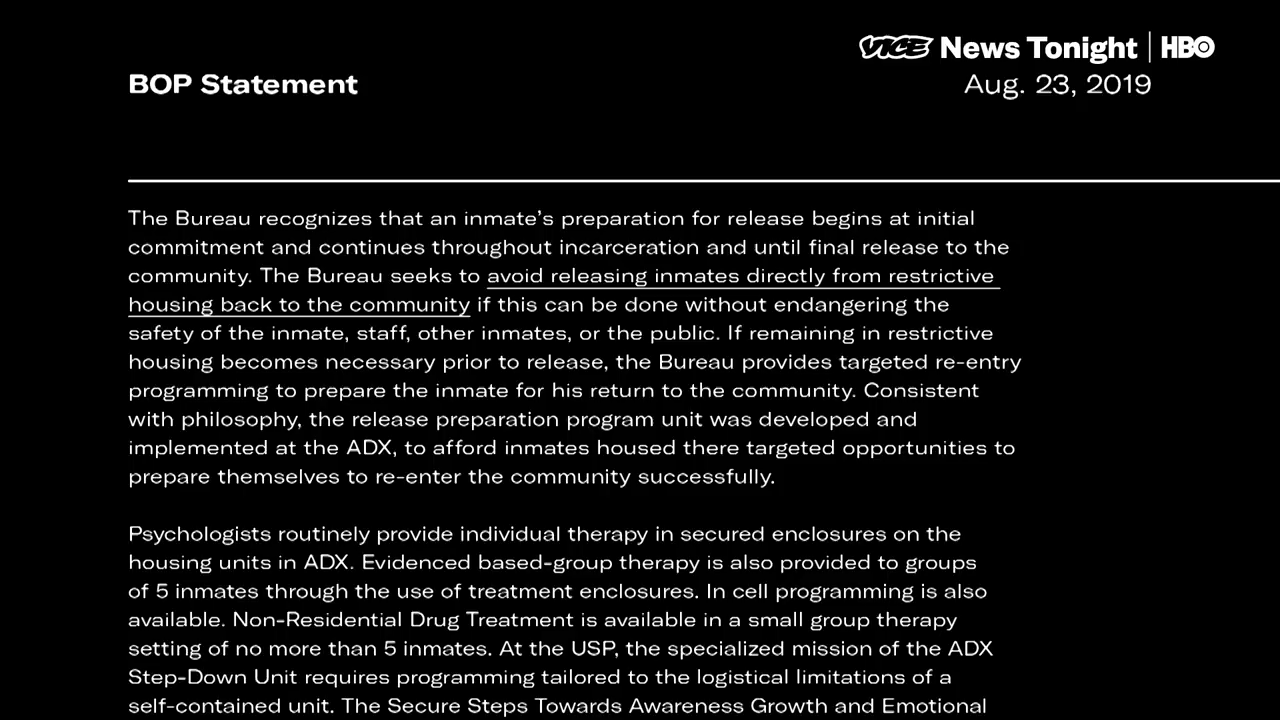 VICE News Tonight | HBO
BOP Statement
Aug. 23, 2019
The Bureau recognizes that an inmate’s preparation for release begins at initial
commitment and continues throughout incarceration and until final release to the
community. The Bureau seeks to avoid releasing inmates directly from restrictive
housing back to the community if this can be done without endangering the
safety of the inmate, staff, other inmates, or the public. If remaining in restrictive
housing becomes necessary prior to release, the Bureau provides targeted re-entry
programming to prepare the inmate for his return to the community. Consistent
with philosophy, the release preparation program unit was developed and
implemented at the ADX, to afford inmates housed there targeted opportunities to
prepare themselves to re-enter the community successfully.
Psychologists routinely provide individual therapy in secured enclosures on the
housing units in ADX. Evidenced based-group therapy is also provided to groups
of 5 inmates through the use of treatment enclosures. In cell programming is also
available. Non-Residential Drug Treatment is available in a small group therapy
setting of no more than 5 inmates. At the USP, the specialized mission of the ADX
Step-Down Unit requires programming tailored to the logistical limitations of a
self-contained unit. The Secure Steps Towards Awareness Growth and Emotional